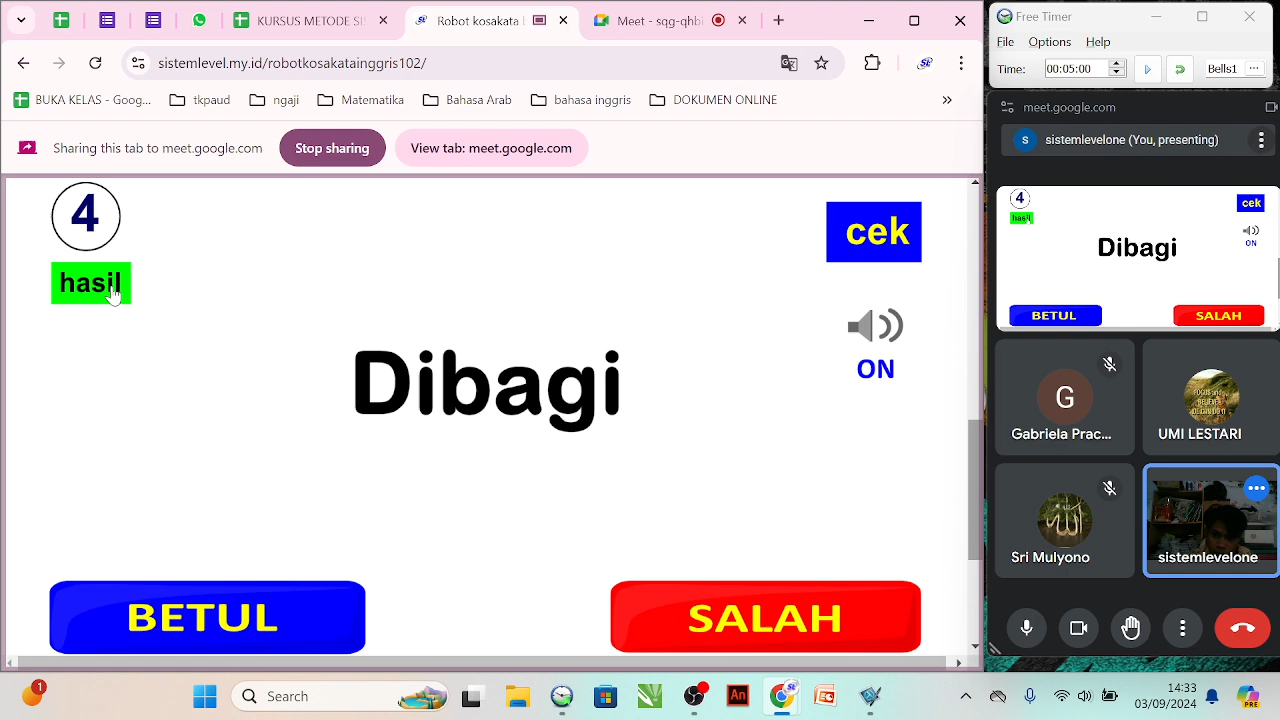 KURSUS METODE SI
Robot kosakata I
Meet - sqg-qhbi
sistemlevel.my.id/robotkosakatainggris102/
BUKA KELAS - Goog...
tkpaud
ngaji
Matematika
Bahasa Arab
bahasa inggris
DOKUMEN ONLINE
Sharing this tab to meet.google.com
Stop sharing
View tab: meet.google.com
4
hasil
cek
ON
Dibagi
BETUL
SALAH
Free Timer
File Options Help
Time: 00:05:00 Bells1 ...
meet.google.com
S sistemlevelone (You, presenting)
4
hasil
cek
ON
Dibagi
BETUL
SALAH
G
Gabriela Prac...
UMI LESTARI
Sri Mulyono
sistemlevelone
1
Search
An
14:33
03/09/2024
PRE